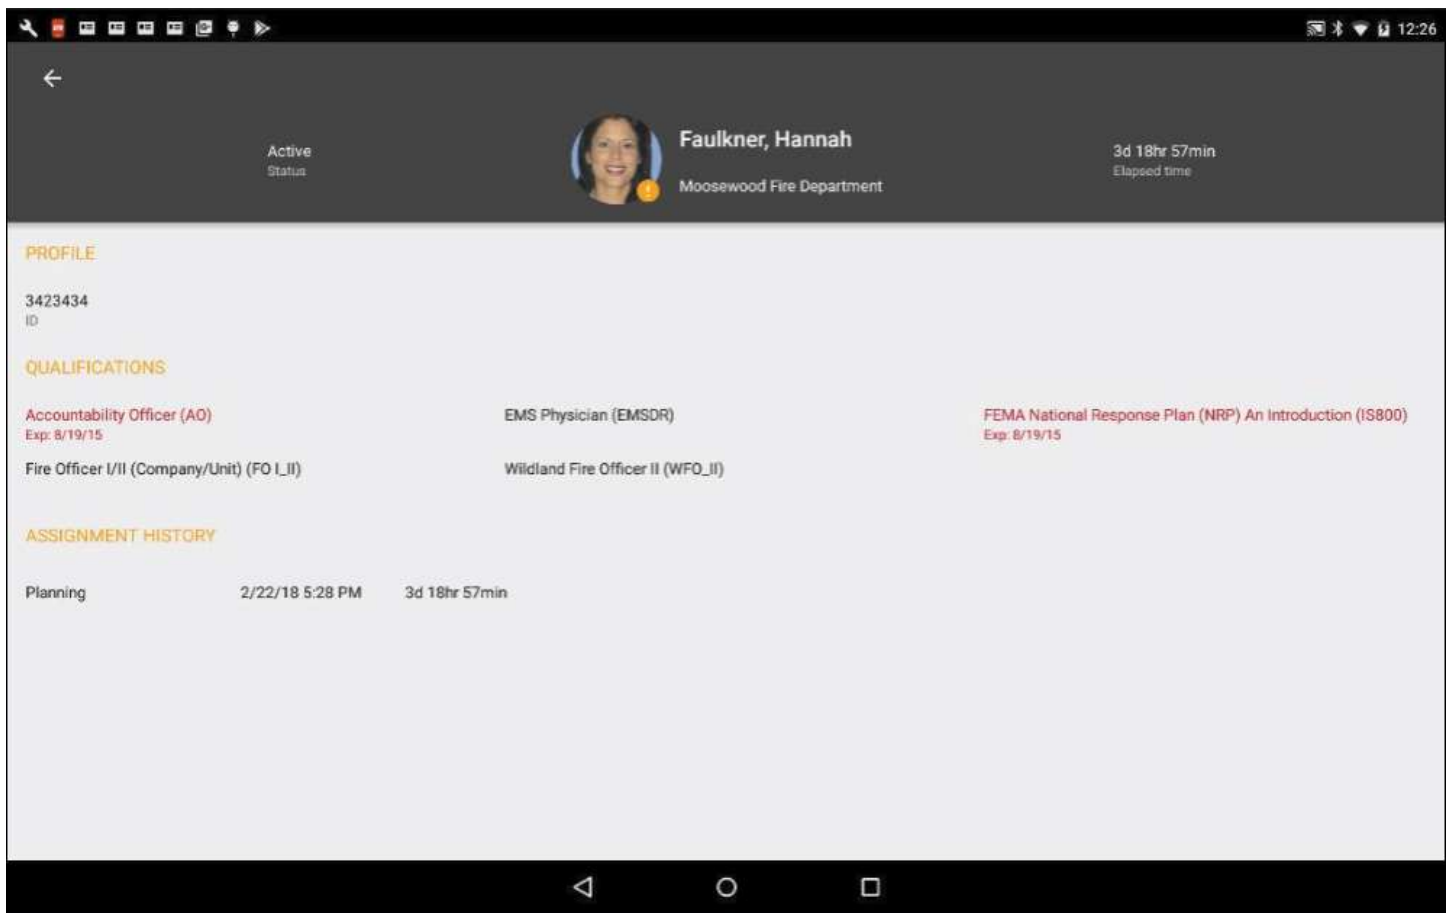 12:26
Active
Status
Faulkner, Hannah
Moosewood Fire Department
3d 18hr 57min
Elapsed time
PROFILE
3423434
ID
QUALIFICATIONS
Accountability Officer (AO)
Exp: 8/19/15
EMS Physician (EMSDR)
FEMA National Response Plan (NRP) An Introduction (IS800)
Exp: 8/19/15
Fire Officer I/II (Company/Unit) (FO I_II)
Wildland Fire Officer II (WFO_II)
ASSIGNMENT HISTORY
Planning 2/22/18 5:28 PM 3d 18hr 57min